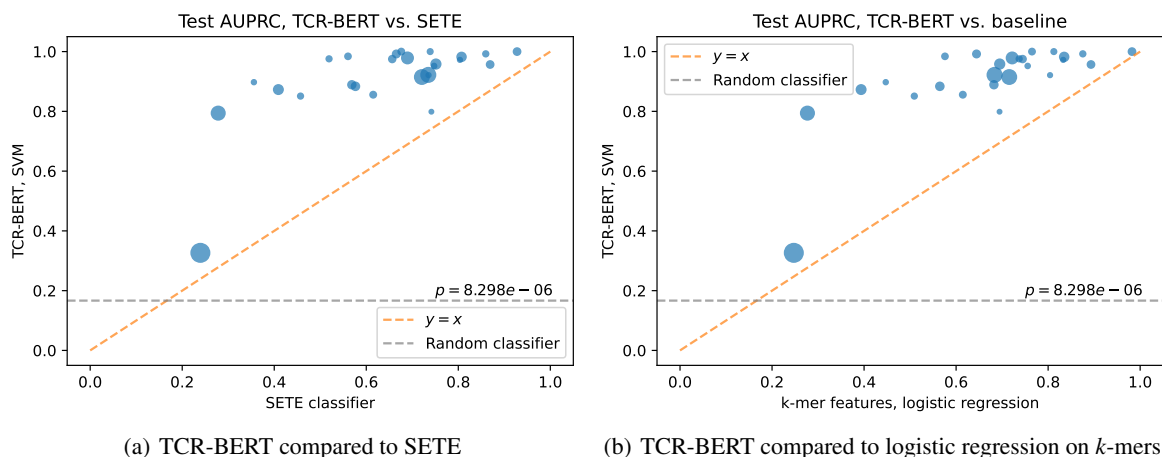 Test AUPRC, TCR-BERT vs. SETE
1.0
0.8
0.6
0.4
0.2
0.0
TCR-BERT, SVM
p = 8.298e − 06
y = x
Random classifier
0.0 0.2 0.4 0.6 0.8 1.0
SETE classifier
(a) TCR-BERT compared to SETE
Test AUPRC, TCR-BERT vs. baseline
y = x
Random classifier
1.0
0.8
0.6
0.4
0.2
0.0
TCR-BERT, SVM
p = 8.298e − 06
0.0 0.2 0.4 0.6 0.8 1.0
k-mer features, logistic regression
(b) TCR-BERT compared to logistic regression on k-mers